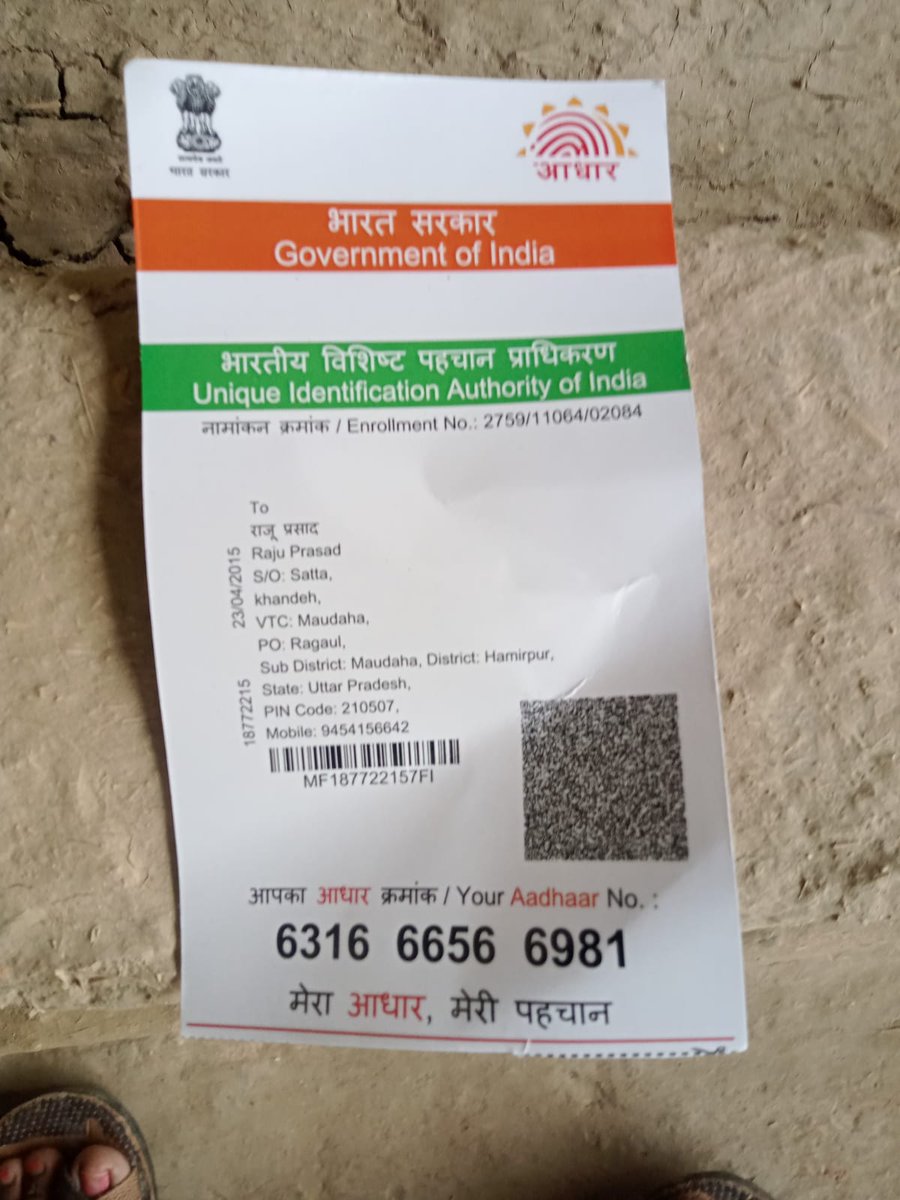 भारत सरकार
आधार
भारत सरकार
Government of India
भारतीय विशिष्ट पहचान प्राधिकरण
Unique Identification Authority of India
नामांकन क्रमांक / Enrollment No.: 2759/11064/02084
To
राजू प्रसाद
Raju Prasad
S/O: Satta,
khandeh,
VTC: Maudaha,
PO: Ragaul,
Sub District: Maudaha, District: Hamirpur,
State: Uttar Pradesh,
PIN Code: 210507,
Mobile: 9454156642
23/04/2015
18772215
MF187722157FI
आपका आधार क्रमांक / Your Aadhaar No. :
6316 6656 6981
मेरा आधार, मेरी पहचान